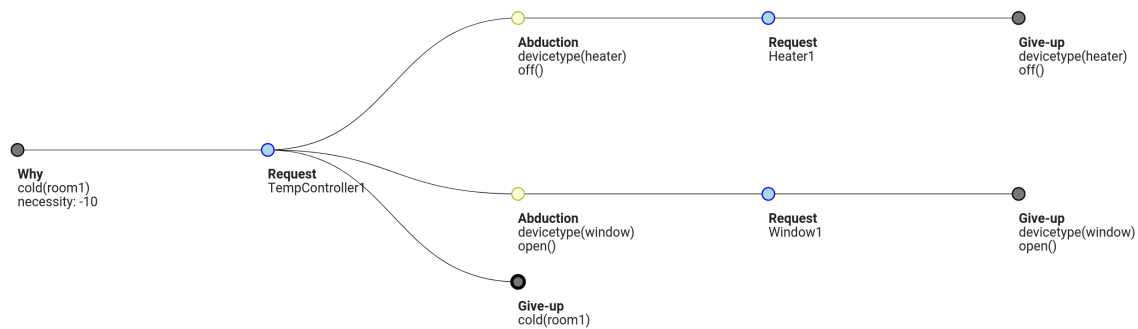 Abduction
devicetype(heater)
off()
Request
Heater1
Give-up
devicetype(heater)
off()
Why
cold(room1)
necessity: -10
Request
TempController1
Abduction
devicetype(window)
open()
Request
Window1
Give-up
devicetype(window)
open()
Give-up
cold(room1)